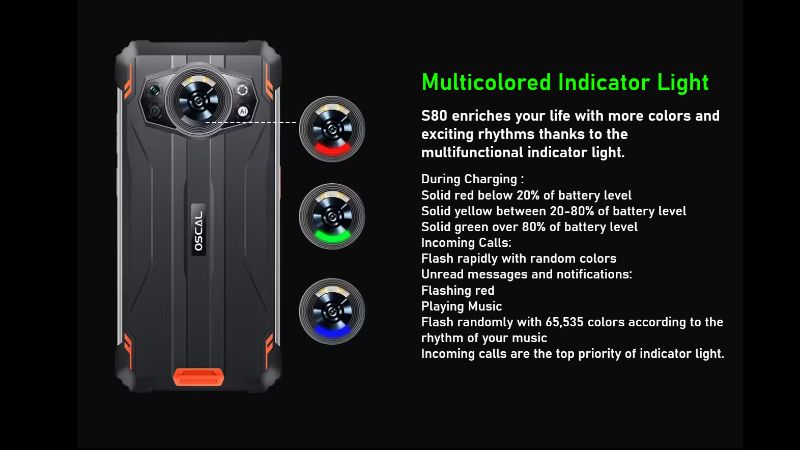 Multicolored Indicator Light
S80 enriches your life with more colors and
exciting rhythms thanks to the
multifunctional indicator light.
During Charging :
Solid red below 20% of battery level
Solid yellow between 20-80% of battery level
Solid green over 80% of battery level
Incoming Calls:
Flash rapidly with random colors
Unread messages and notifications:
Flashing red
Playing Music
Flash randomly with 65,535 colors according to the
rhythm of your music
Incoming calls are the top priority of indicator light.
AI
OSCAL